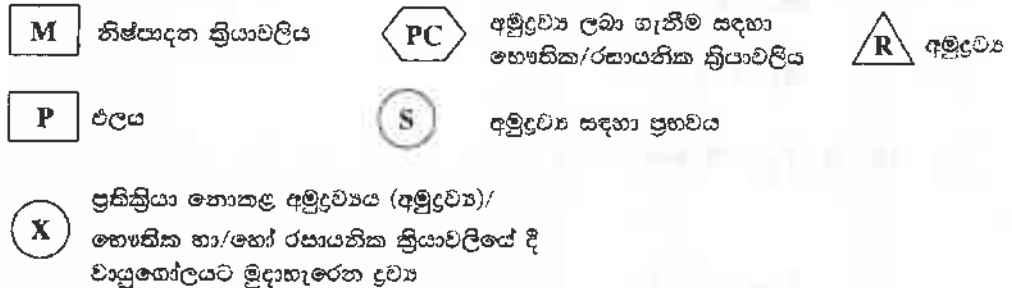 M නිෂ්පාදන ක්‍රියාවලිය
PC අමුද්‍රව්‍ය ලබා ගැනීම සඳහා
භෞතික/රසායනික ක්‍රියාවලිය
R අමුද්‍රව්‍ය
P ඵලය
S අමුද්‍රව්‍ය සඳහා ප්‍රභවය
X ප්‍රතික්‍රියා නොකළ අමුද්‍රව්‍යය (අමුද්‍රව්‍ය)/
භෞතික හා/හෝ රසායනික ක්‍රියාවලියේ දී
වායුගෝලයට මුදාහැරෙන ද්‍රව්‍ය